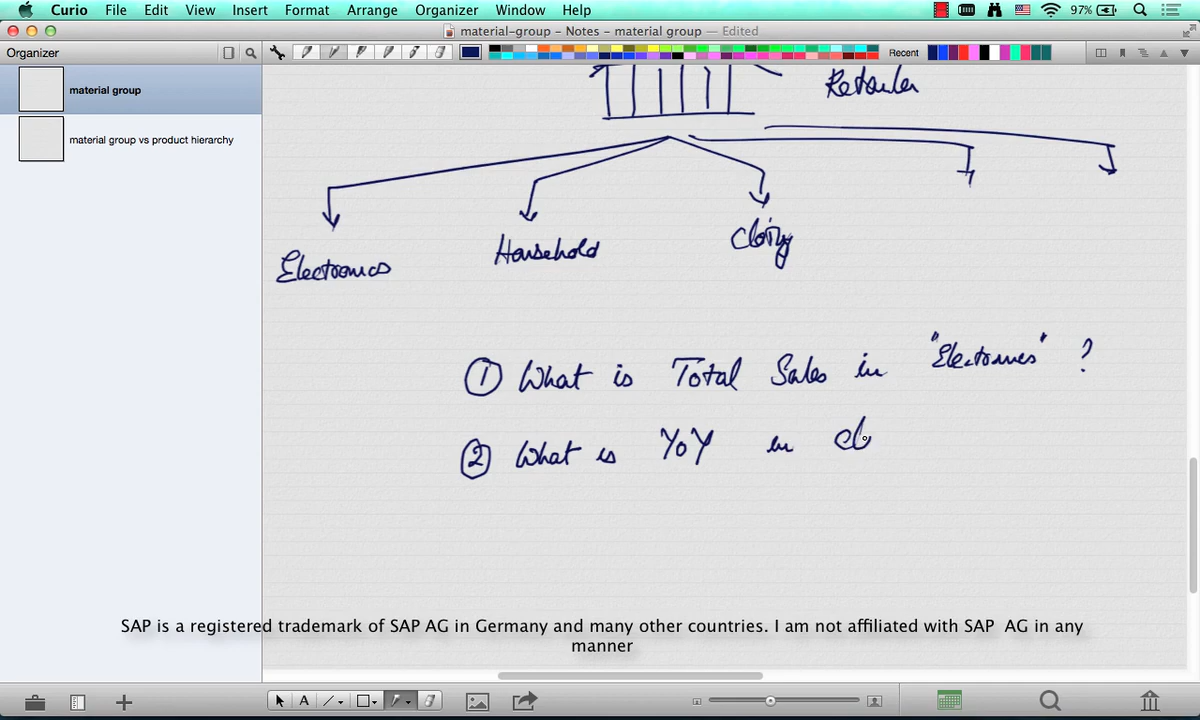 Curio File Edit View Insert Format Arrange Organizer Window Help 97%
material-group - Notes - material group — Edited
Organizer Recent
material group
material group vs product hierarchy
Retailer
Electronics Household
① What is Total Sales in "Electronics" ?
② What is YoY in cl
SAP is a registered trademark of SAP AG in Germany and many other countries. I am not affiliated with SAP AG in any
manner
A